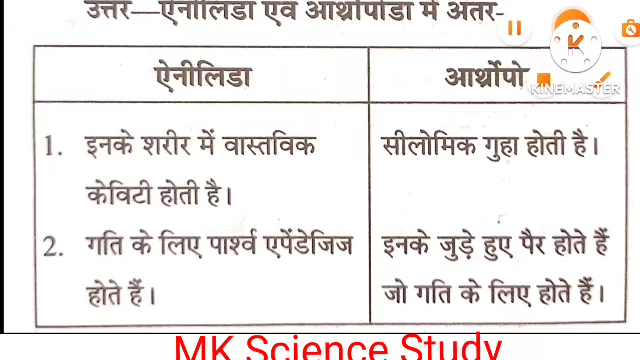 उत्तर—ऐनीलिडा एवं आर्थ्रोपोडा में अंतर-
ऐनीलिडा
आर्थ्रोपो
KINEMASTER
1. इनके शरीर में वास्तविक
केविटी होती है।
सीलोमिक गुहा होती है।
2. गति के लिए पार्श्व एपेंडेजिज
होते हैं।
इनके जुड़े हुए पैर होते हैं
जो गति के लिए होते हैं।
MK Science Study